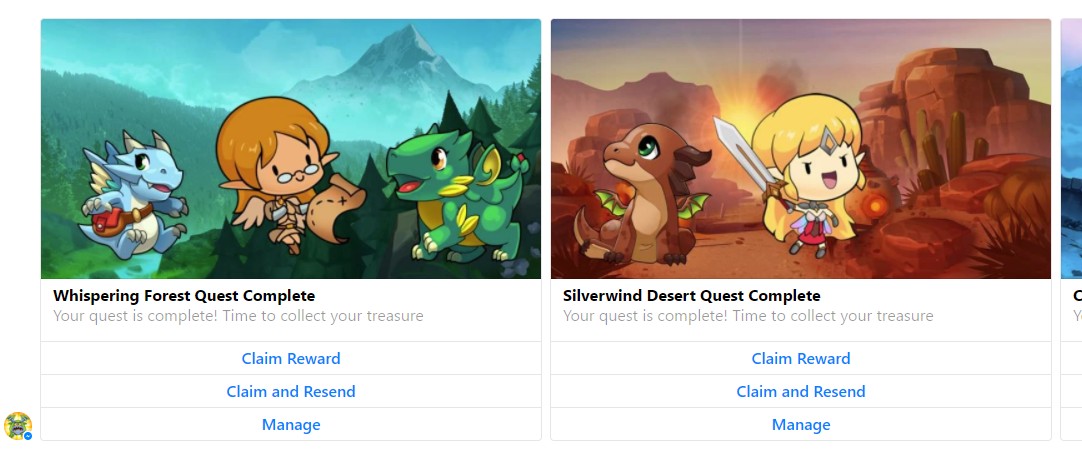 Whispering Forest Quest Complete
Your quest is complete! Time to collect your treasure
Claim Reward
Claim and Resend
Manage
Silverwind Desert Quest Complete
Your quest is complete! Time to collect your treasure
Claim Reward
Claim and Resend
Manage